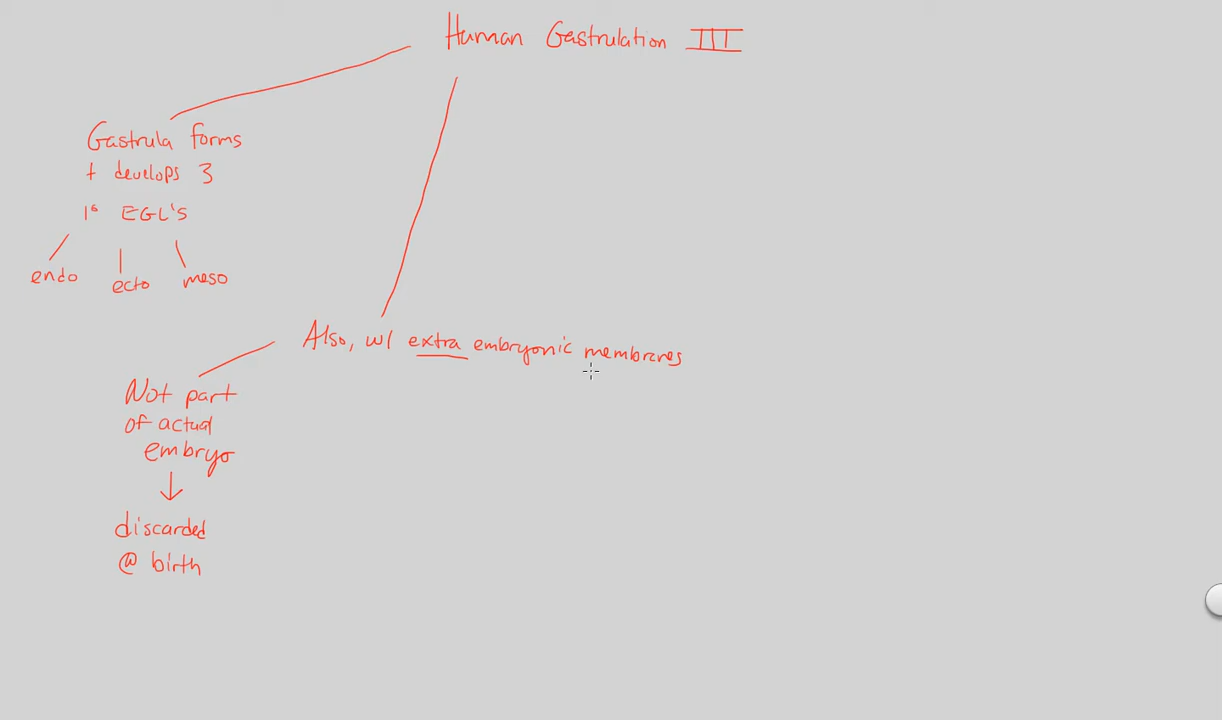 Human Gastrulation III
Gastrula forms
+ develops 3
1° EGL's
endo
ecto
meso
Also, w/ extra embryonic membranes
Not part
of actual
embryo
discarded
@ birth